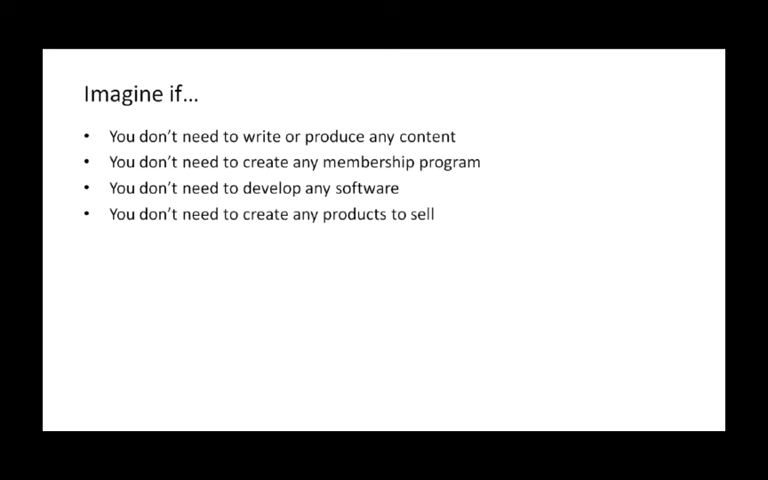 Imagine if...
• You don't need to write or produce any content
• You don't need to create any membership program
• You don't need to develop any software
• You don't need to create any products to sell